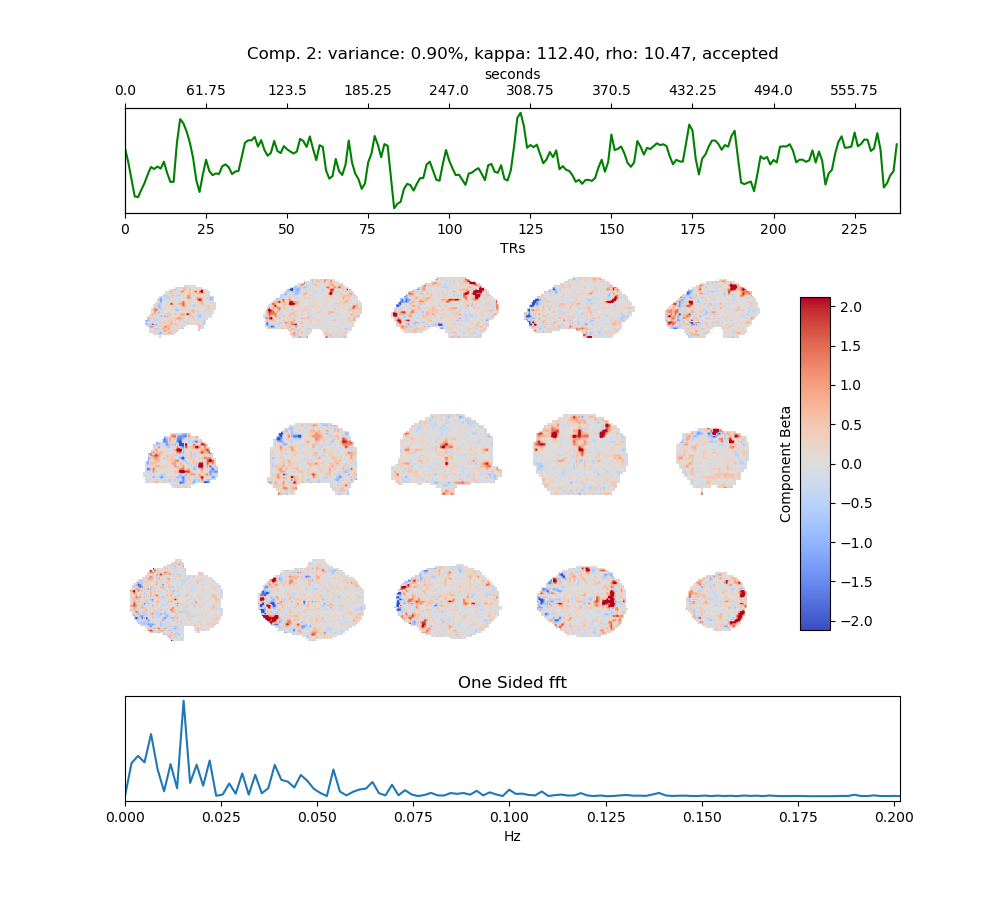 Comp. 2: variance: 0.90%, kappa: 112.40, rho: 10.47, accepted
seconds
0.0 61.75 123.5 185.25 247.0 308.75 370.5 432.25 494.0 555.75
0 25 50 75 100 125 150 175 200 225
TRs
2.0
1.5
1.0
0.5
0.0
−0.5
−1.0
−1.5
−2.0
Component Beta
One Sided fft
0.000 0.025 0.050 0.075 0.100 0.125 0.150 0.175 0.200
Hz